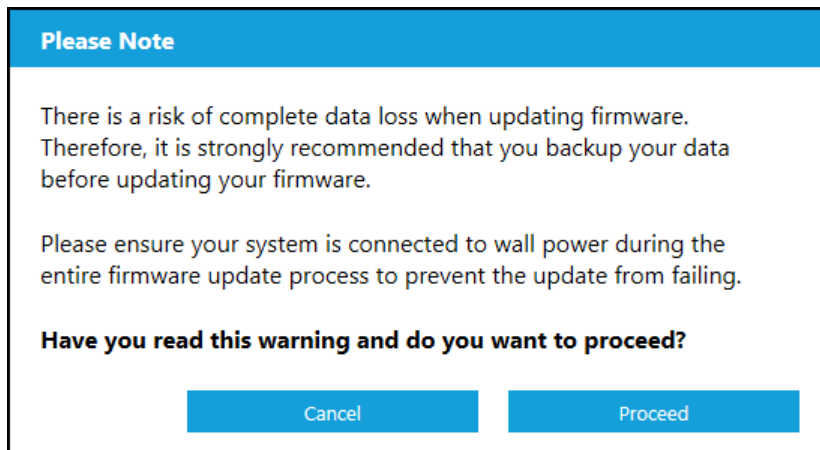 Please Note
There is a risk of complete data loss when updating firmware.
Therefore, it is strongly recommended that you backup your data
before updating your firmware.
Please ensure your system is connected to wall power during the
entire firmware update process to prevent the update from failing.
Have you read this warning and do you want to proceed?
Cancel
Proceed